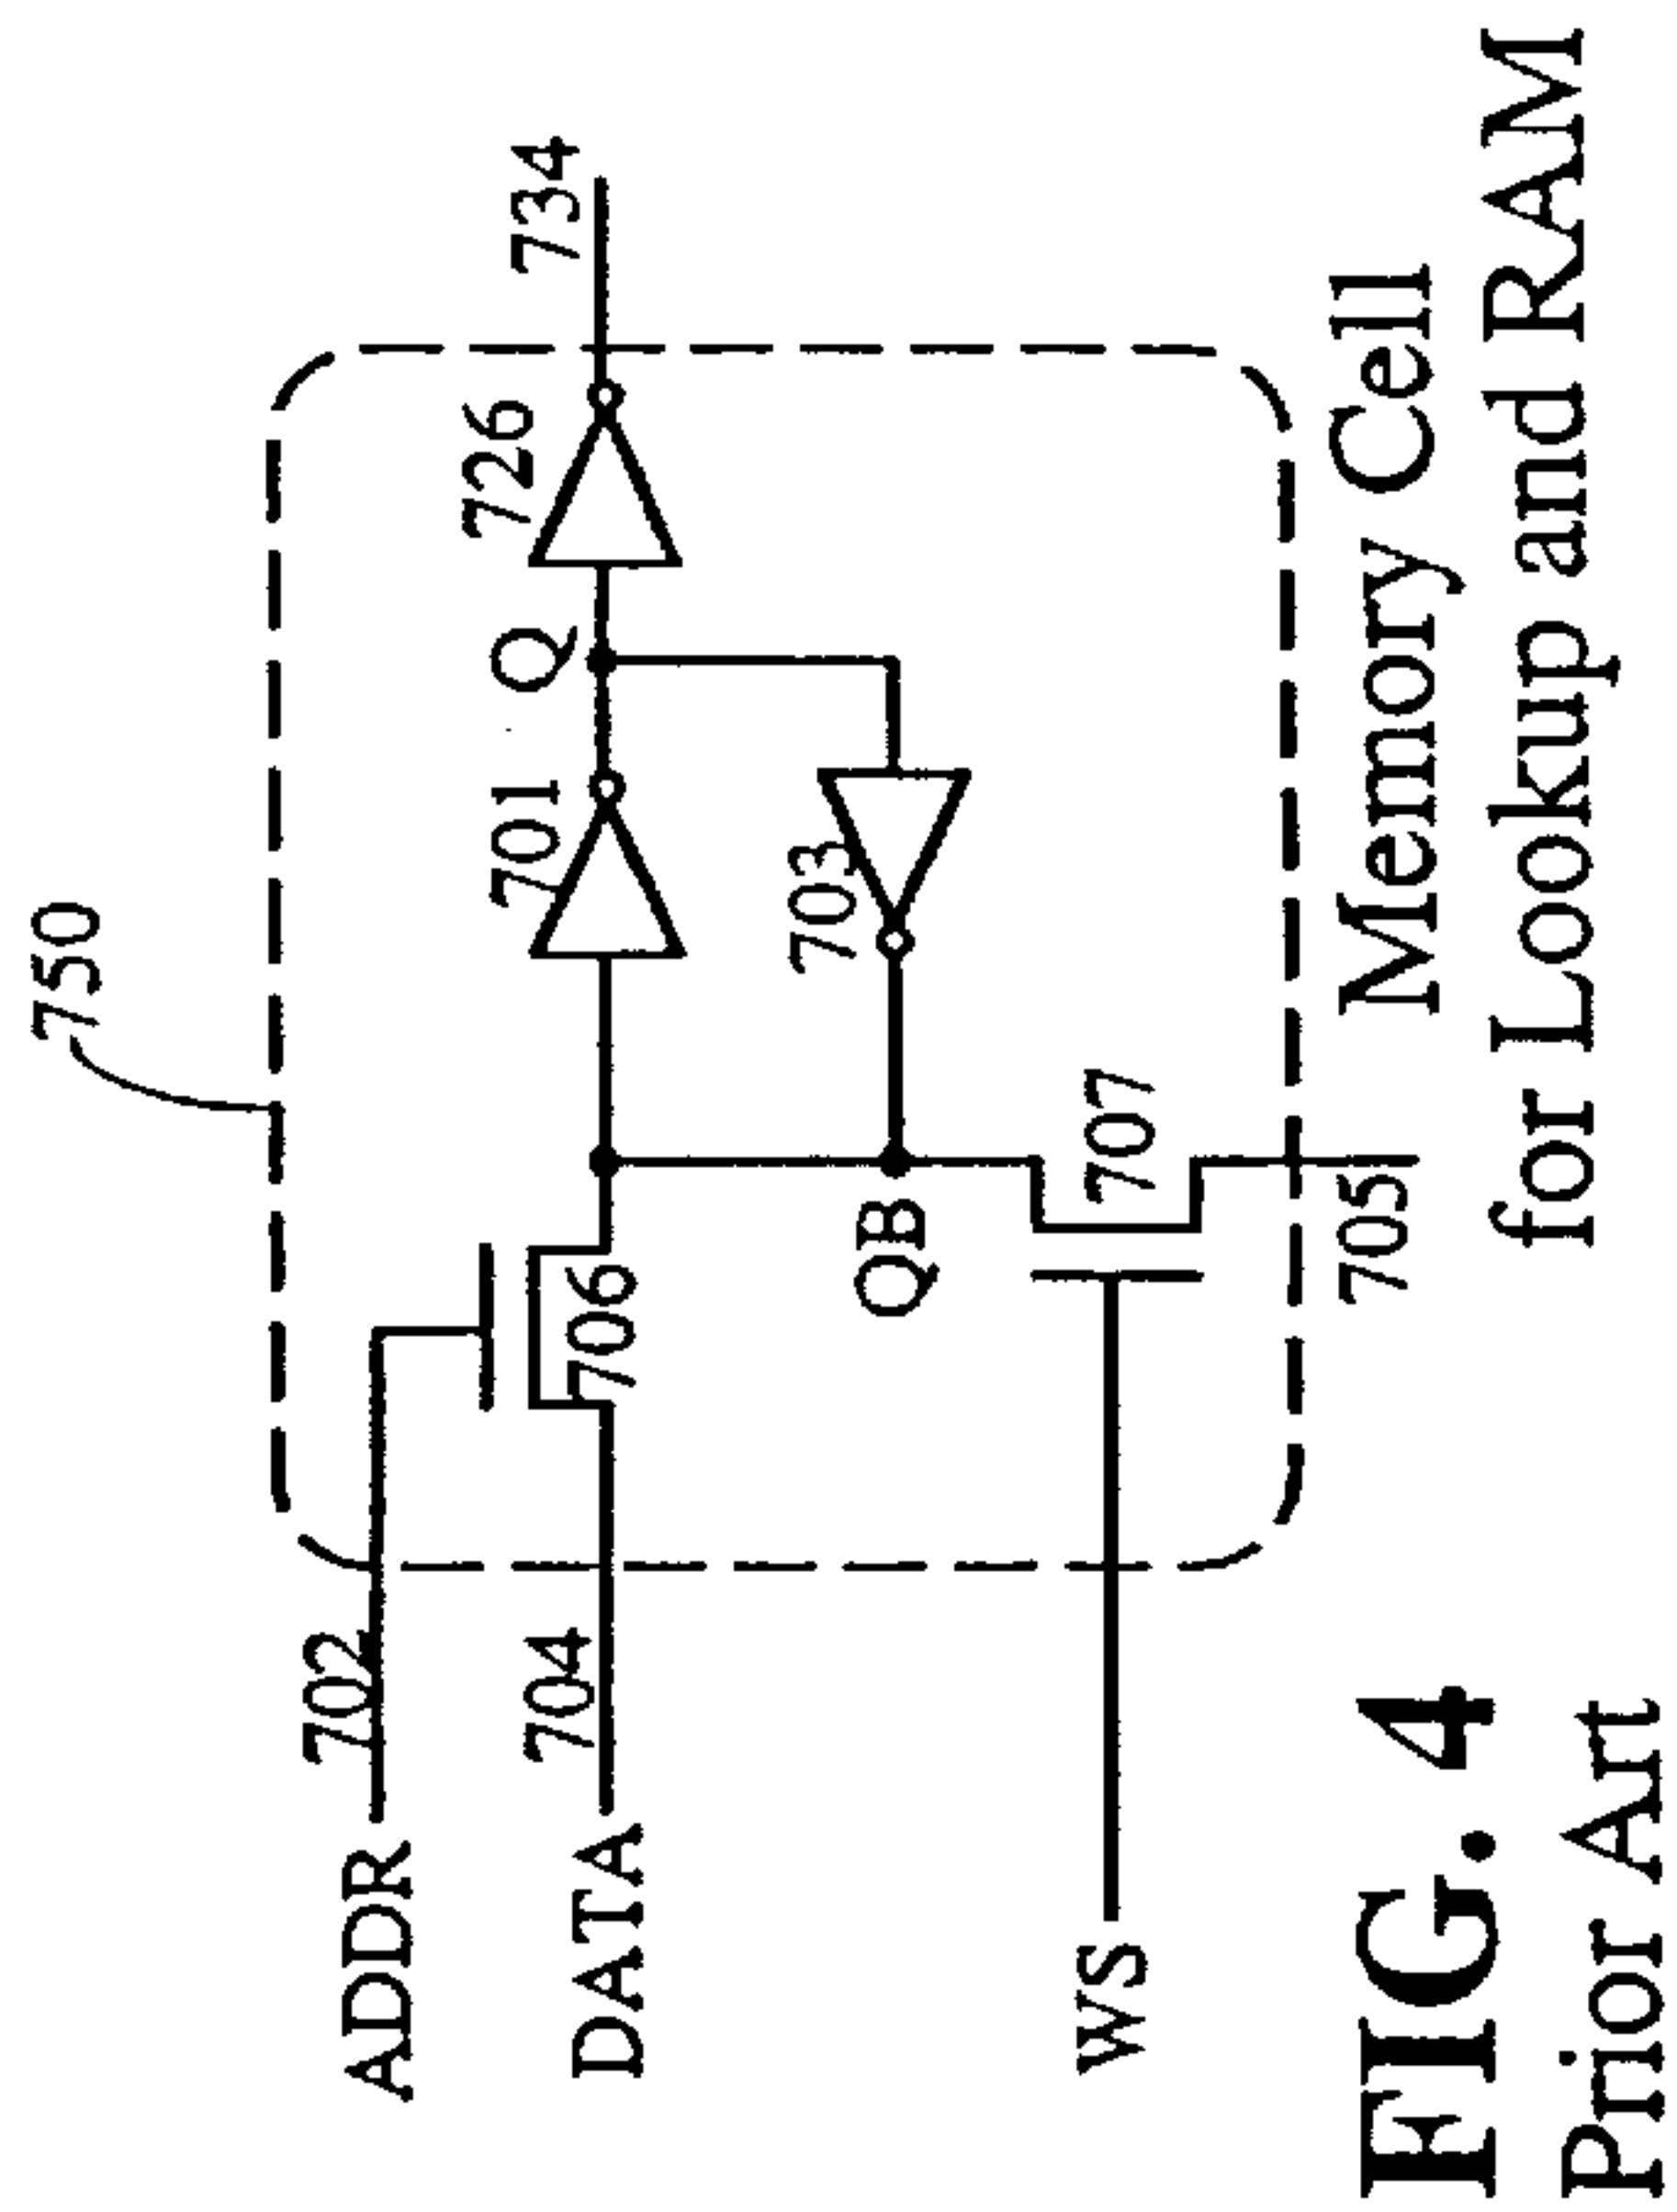 750
ADDR
702
DATA
704
706
701
Q
726
734
703
QB
WS
707
705
FIG. 4
Prior Art
Memory Cell
for Lookup and RAM